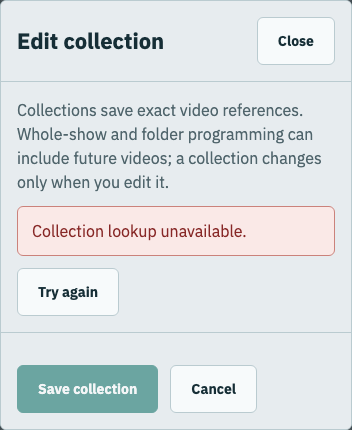 Edit collection
Close
Collections save exact video references.
Whole-show and folder programming can
include future videos; a collection changes
only when you edit it.
Collection lookup unavailable.
Try again
Save collection
Cancel